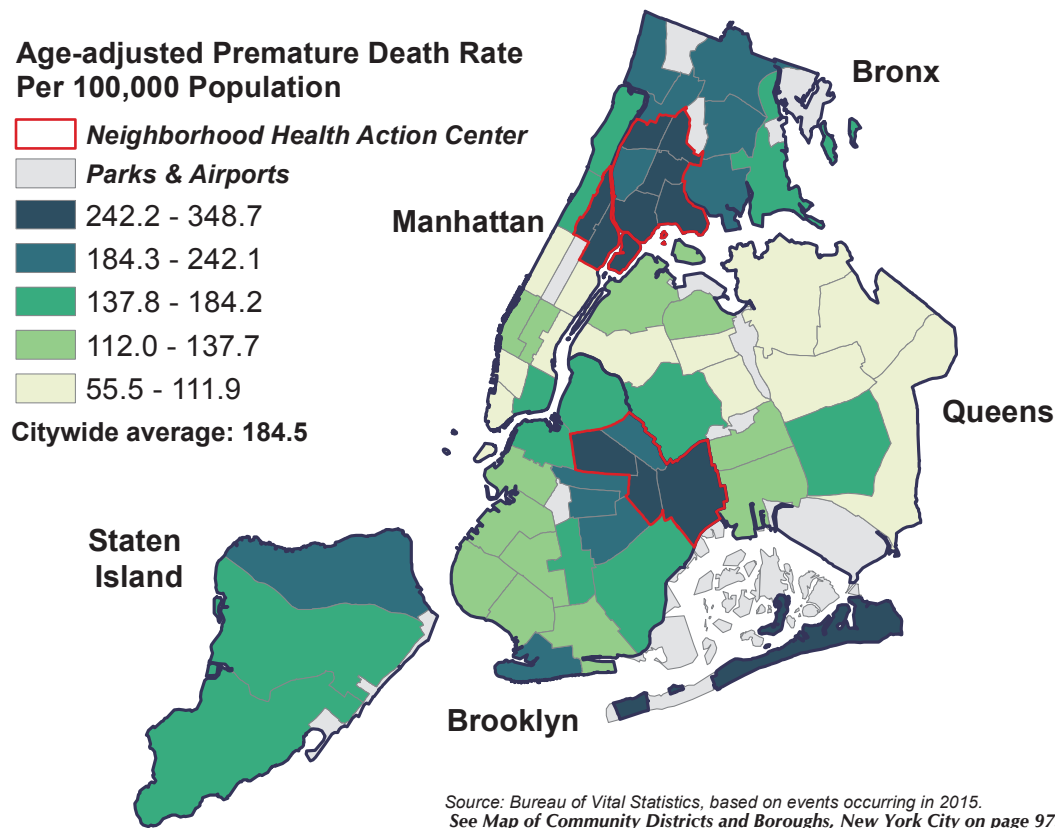 Age-adjusted Premature Death Rate
Per 100,000 Population
Neighborhood Health Action Center
Parks & Airports
242.2 - 348.7
184.3 - 242.1
137.8 - 184.2
112.0 - 137.7
55.5 - 111.9
Citywide average: 184.5
Bronx
Manhattan
Queens
Staten
Island
Brooklyn
Source: Bureau of Vital Statistics, based on events occurring in 2015.
See Map of Community Districts and Boroughs, New York City on page 97